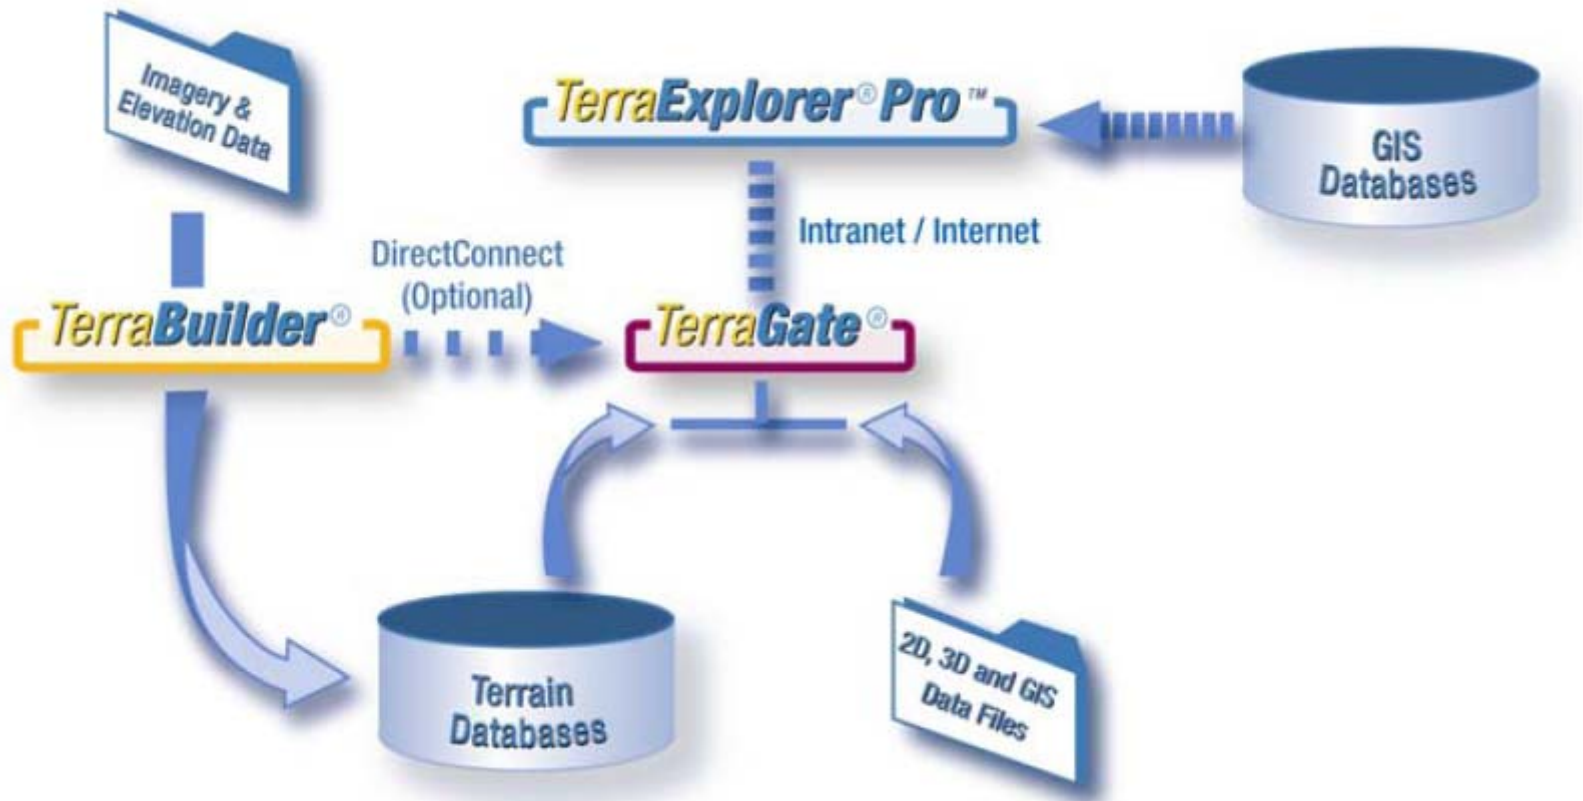 Imagery &
Elevation Data
TerraExplorer® Pro™
GIS
Databases
Intranet / Internet
DirectConnect
(Optional)
TerraBuilder®
TerraGate®
Terrain
Databases
2D, 3D and GIS
Data Files